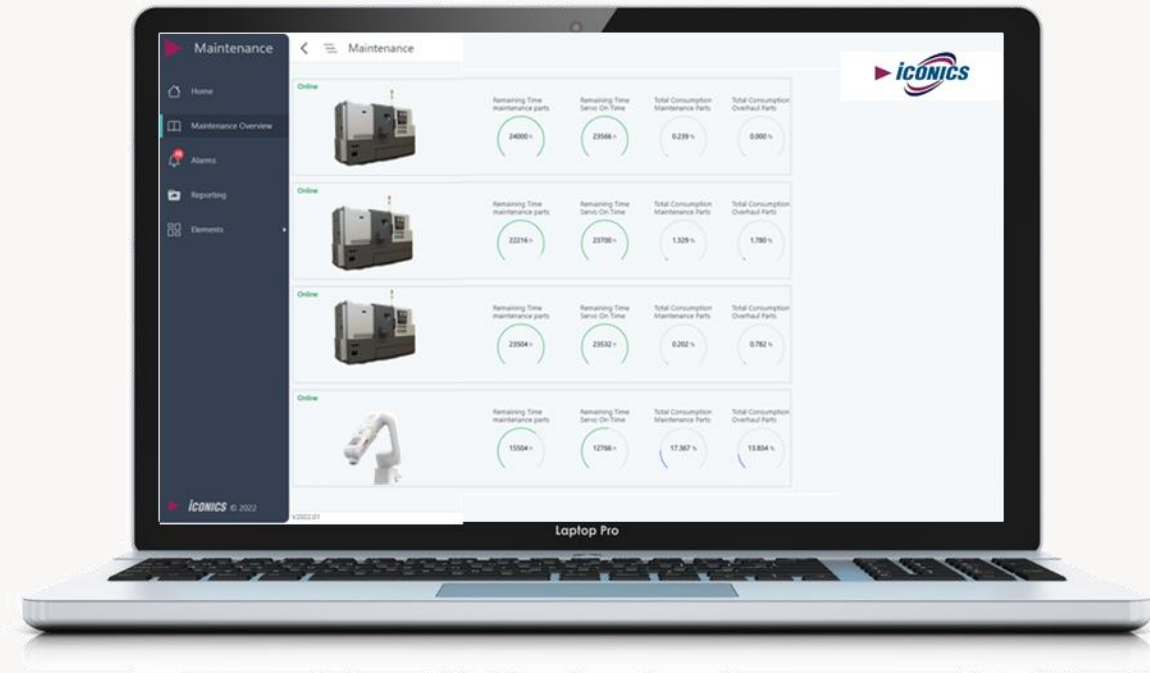 Maintenance
Maintenance
ICONICS
Home
Maintenance Overview
Alarms
Reporting
Elements
Online
Remaining Time
maintenance parts
24000 h
Remaining Time
Servo On Time
23566 h
Total Consumption
Maintenance Parts
0.239 %
Total Consumption
Overhaul Parts
0.000 %
Online
Remaining Time
maintenance parts
22216 h
Remaining Time
Servo On Time
23700 h
Total Consumption
Maintenance Parts
1.329 %
Total Consumption
Overhaul Parts
1.780 %
Online
Remaining Time
maintenance parts
23504 h
Remaining Time
Servo On Time
23532 h
Total Consumption
Maintenance Parts
0.202 %
Total Consumption
Overhaul Parts
0.782 %
Online
Remaining Time
maintenance parts
15504 h
Remaining Time
Servo On Time
12766 h
Total Consumption
Maintenance Parts
17.367 %
Total Consumption
Overhaul Parts
13.834 %
ICONICS © 2022
V2022.01
Laptop Pro